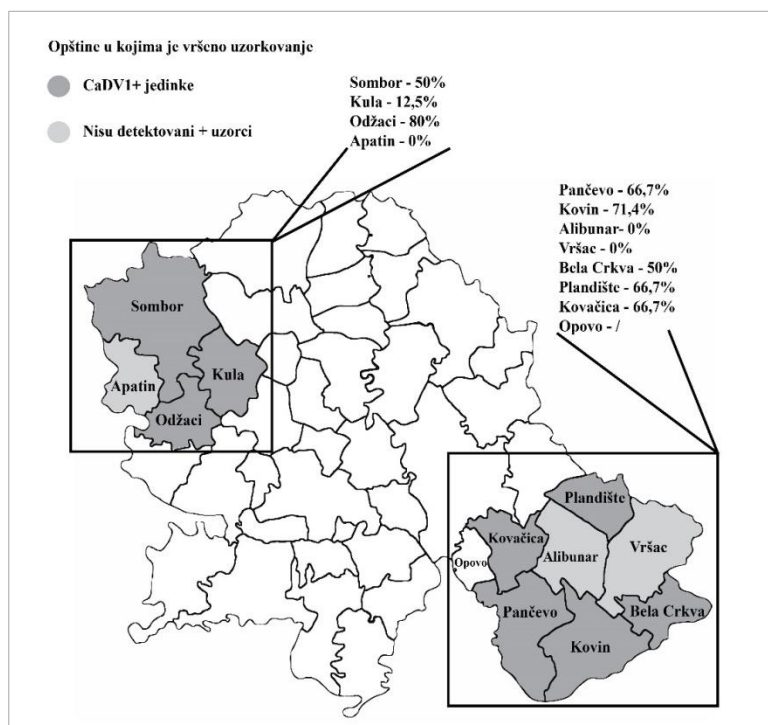 Opštine u kojima je vršeno uzorkovanje
CaDV1+ jedinke
Nisu detektovani + uzorci
Sombor - 50%
Kula - 12,5%
Odžaci - 80%
Apatin - 0%
Pančevo - 66,7%
Kovin - 71,4%
Alibunar- 0%
Vršac - 0%
Bela Crkva - 50%
Plandište - 66,7%
Kovačica - 66,7%
Opovo - /
Sombor
Apatin
Kula
Odžaci
Plandište
Kovačica
Vršac
Opovo
Alibunar
Pančevo
Bela Crkva
Kovin